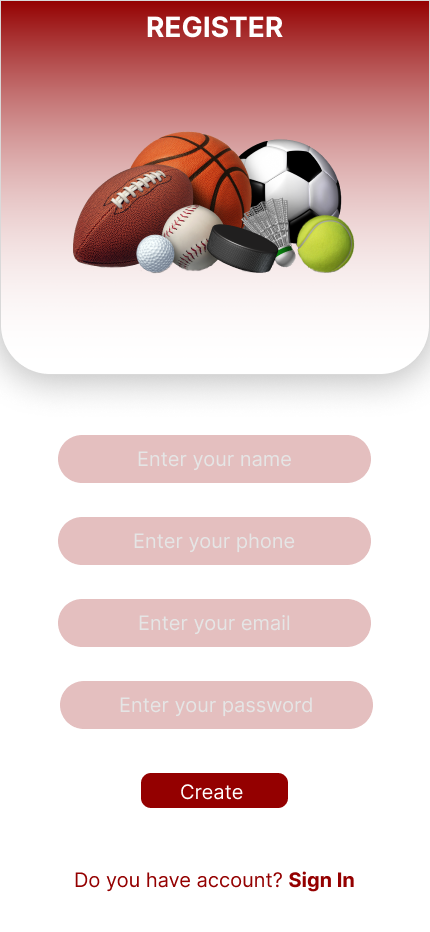 REGISTER
Enter your name
Enter your phone
Enter your email
Enter your password
Create
Do you have account? Sign In